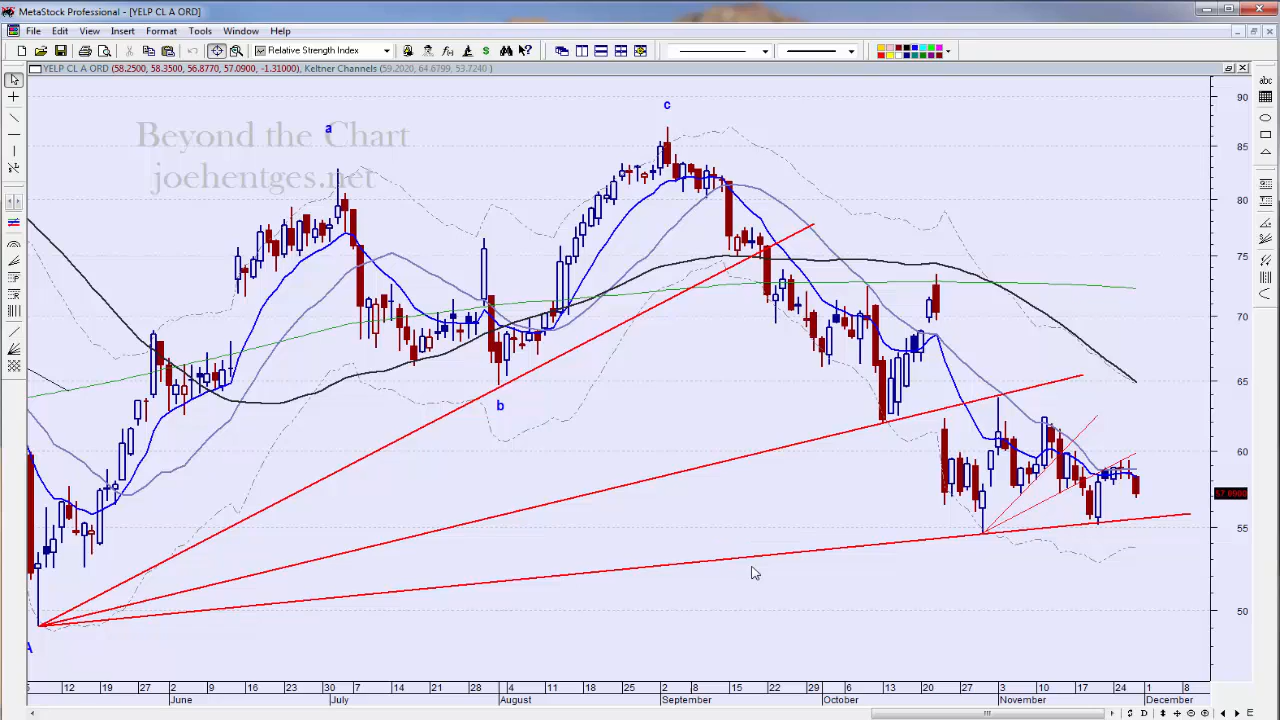 MetaStock Professional - [YELP CL A ORD]
File Edit View Insert Format Tools Window Help
Relative Strength Index
YELP CL A ORD (58.2500, 58.3500, 56.8770, 57.0900, -1.31000), Keltner Channels (59.2020, 64.6799, 53.7240 )
Beyond the Chart
joehentges.net
a
c
b
A
90
85
80
75
70
65
60
57.0900
55
50
12 19 27 2 9 16 23 30 7 14 21 28 4 11 18 25 2 8 15 22 29 6 13 20 27 3 10 17 24 1 8
June July August September October November December
abc
D
E